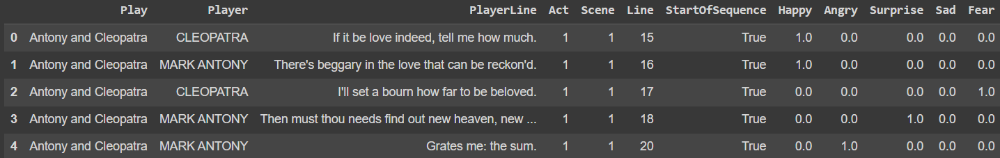 Play Player PlayerLine Act Scene Line StartOfSequence Happy Angry Surprise Sad Fear
0 Antony and Cleopatra CLEOPATRA If it be love indeed, tell me how much. 1 1 15 True 1.0 0.0 0.0 0.0 0.0
1 Antony and Cleopatra MARK ANTONY There's beggary in the love that can be reckon'd. 1 1 16 True 1.0 0.0 0.0 0.0 0.0
2 Antony and Cleopatra CLEOPATRA I'll set a bourn how far to be beloved. 1 1 17 True 0.0 0.0 0.0 0.0 1.0
3 Antony and Cleopatra MARK ANTONY Then must thou needs find out new heaven, new ... 1 1 18 True 0.0 0.0 1.0 0.0 0.0
4 Antony and Cleopatra MARK ANTONY Grates me: the sum. 1 1 20 True 0.0 1.0 0.0 0.0 0.0